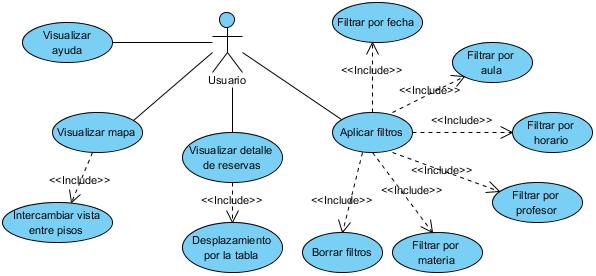 Filtrar por fecha
Visualizar
ayuda
Usuario
Filtrar por
aula
<<Include>>
<<Include>>
Visualizar mapa
Aplicar filtros
<<Include>>
Filtrar por
horario
Visualizar detalle
de reservas
<<Include>>
<<Include>>
<<Include>>
<<Include>>
<<Include>>
Filtrar por
profesor
Intercambiar vista
entre pisos
Desplazamiento
por la tabla
Borrar filtros
Filtrar por
materia